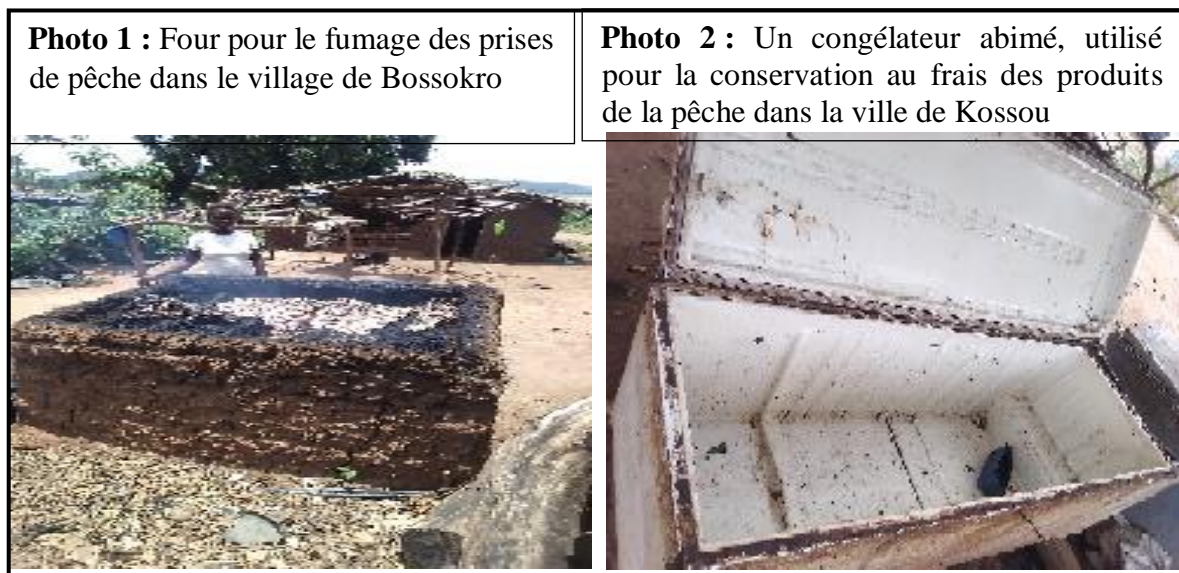 Photo 1 : Four pour le fumage des prises
de pêche dans le village de Bossokro
Photo 2 : Un congélateur abimé, utilisé
pour la conservation au frais des produits
de la pêche dans la ville de Kossou